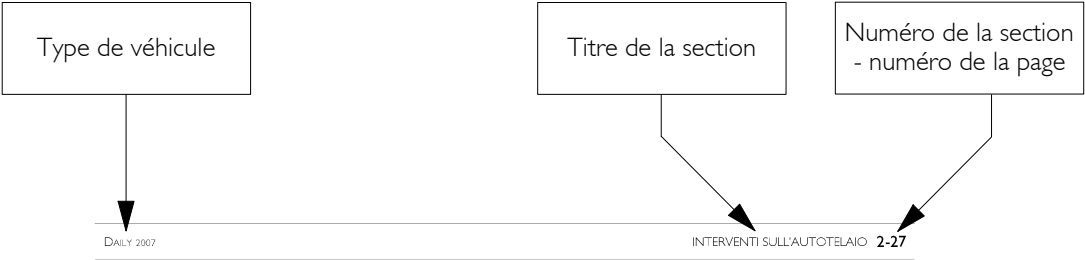 Type de véhicule
Titre de la section
Numéro de la section
- numéro de la page
DAILY 2007
INTERVENTI SULL'AUTOTELAIO 2-27